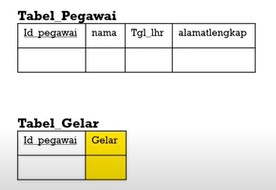 Tabel_Pegawai
Id_pegawai nama Tgl_lhr alamatlengkap
Tabel_Gelar
Id_pegawai Gelar